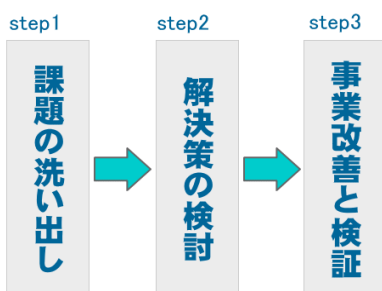 step1
課題の洗い出し
step2
解決策の検討
step3
事業改善と検証